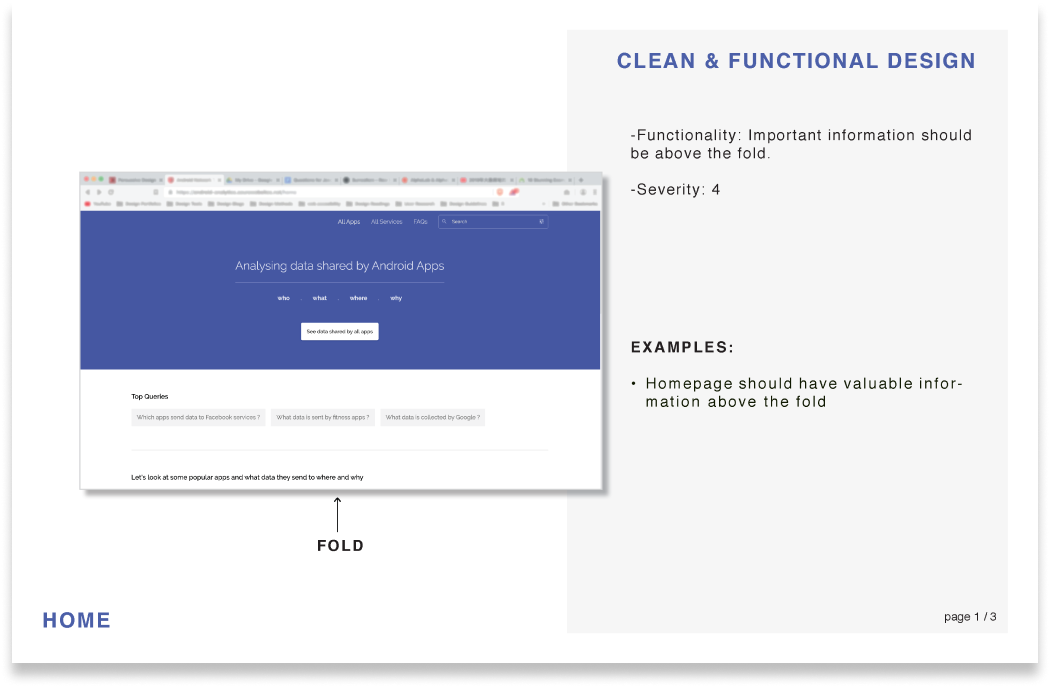 CLEAN & FUNCTIONAL DESIGN
-Functionality: Important information should
be above the fold.
-Severity: 4
All Apps All Services FAQs Search
Analysing data shared by Android Apps
who . what . where . why
See data shared by all apps
Top Queries
Which apps send data to Facebook services ? What data is sent by fitness apps ? What data is collected by Google ?
Let's look at some popular apps and what data they send to where and why
FOLD
EXAMPLES:
• Homepage should have valuable infor-
mation above the fold
HOME
page 1 / 3